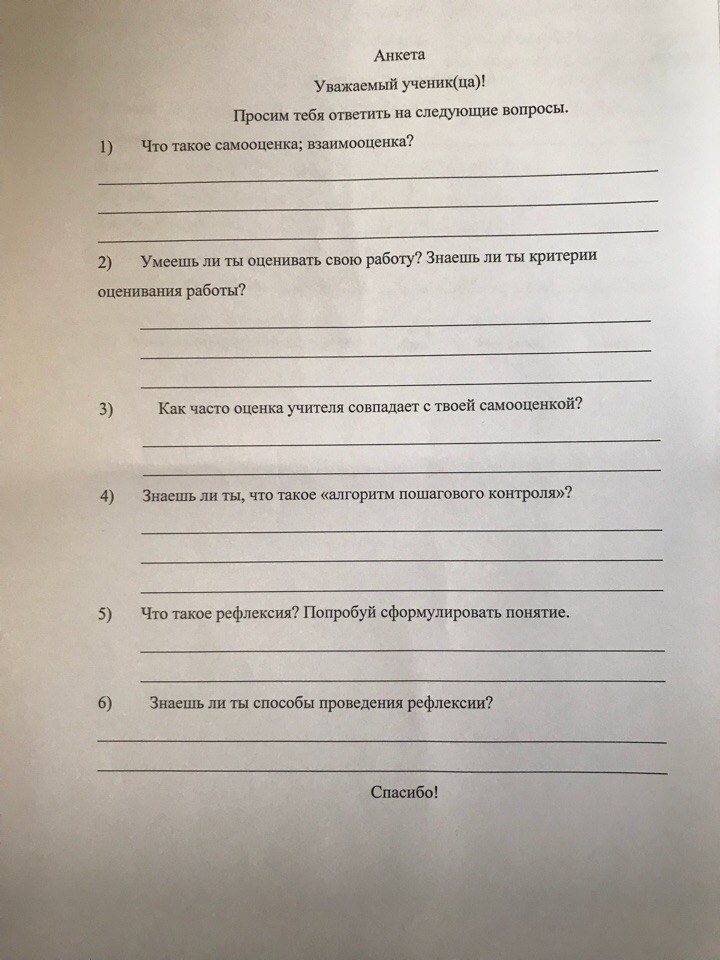 Анкета
Уважаемый ученик(ца)!
Просим тебя ответить на следующие вопросы.
1) Что такое самооценка; взаимооценка?
2) Умеешь ли ты оценивать свою работу? Знаешь ли ты критерии
оценивания работы?
3) Как часто оценка учителя совпадает с твоей самооценкой?
4) Знаешь ли ты, что такое «алгоритм пошагового контроля»?
5) Что такое рефлексия? Попробуй сформулировать понятие.
6) Знаешь ли ты способы проведения рефлексии?
Спасибо!